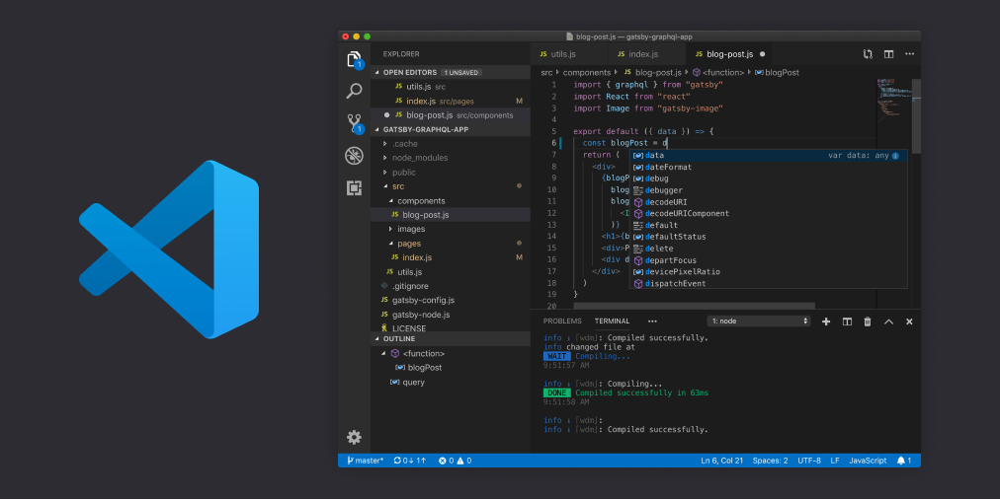 blog-post.js — gatsby-graphql-app
EXPLORER
OPEN EDITORS 1 UNSAVED
JS utils.js src
JS index.js src/pages M
JS blog-post.js src/components
GATSBY-GRAPHQL-APP
.cache
node_modules
public
src
components
JS blog-post.js
images
pages
JS index.js M
JS utils.js
.gitignore
JS gatsby-config.js
JS gatsby-node.js
LICENSE
OUTLINE
<function>
blogPost
query
1
1
JS utils.js JS index.js JS blog-post.js
src components JS blog-post.js <function> blogPost
1 import { graphql } from "gatsby"
2 import React from "react"
3 import Image from "gatsby-image"
4
5 export default ({ data }) => {
6 const blogPost = d
7 return (
8 <div>
9 {blogP
10 blog
11 blog
12 <I
13 )}
14 <h1>{b
15 <div>P
16 <div d
17 </div>
18 )
19 }
20
data var data: any
dateFormat
debug
debugger
decodeURI
decodeURIComponent
default
defaultStatus
delete
departFocus
devicePixelRatio
dispatchEvent
PROBLEMS TERMINAL ••• 1: node
info ↓ ｢wdm｣: Compiled successfully.
info changed file at
WAIT Compiling...
9:51:57 AM
info ↓ ｢wdm｣: Compiling...
DONE Compiled successfully in 63ms
9:51:58 AM
info ↓ ｢wdm｣:
info ↓ ｢wdm｣: Compiled successfully.
master* 0↓ 1↑ 0 0 Ln 6, Col 21 Spaces: 2 UTF-8 LF JavaScript 1